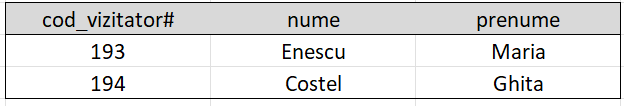 cod_vizitator# nume prenume
193 Enescu Maria
194 Costel Ghita